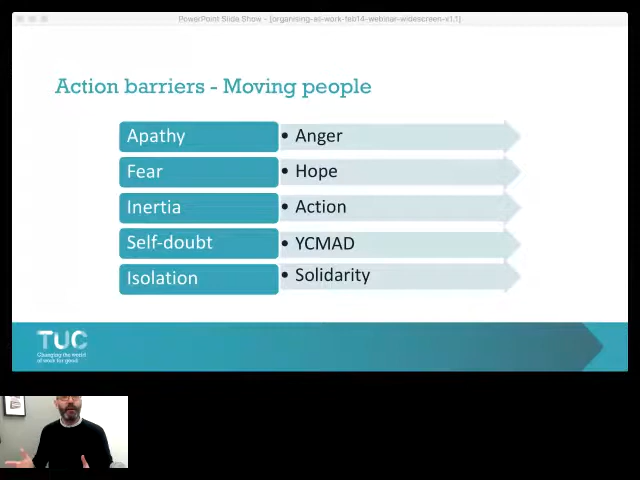 PowerPoint Slide Show - [organising-at-work-feb14-webinar-widescreen-v1.1]
Action barriers - Moving people
Apathy
• Anger
Fear
• Hope
Inertia
• Action
Self-doubt
• YCMAD
Isolation
• Solidarity
TUC
Changing the world
of work for good